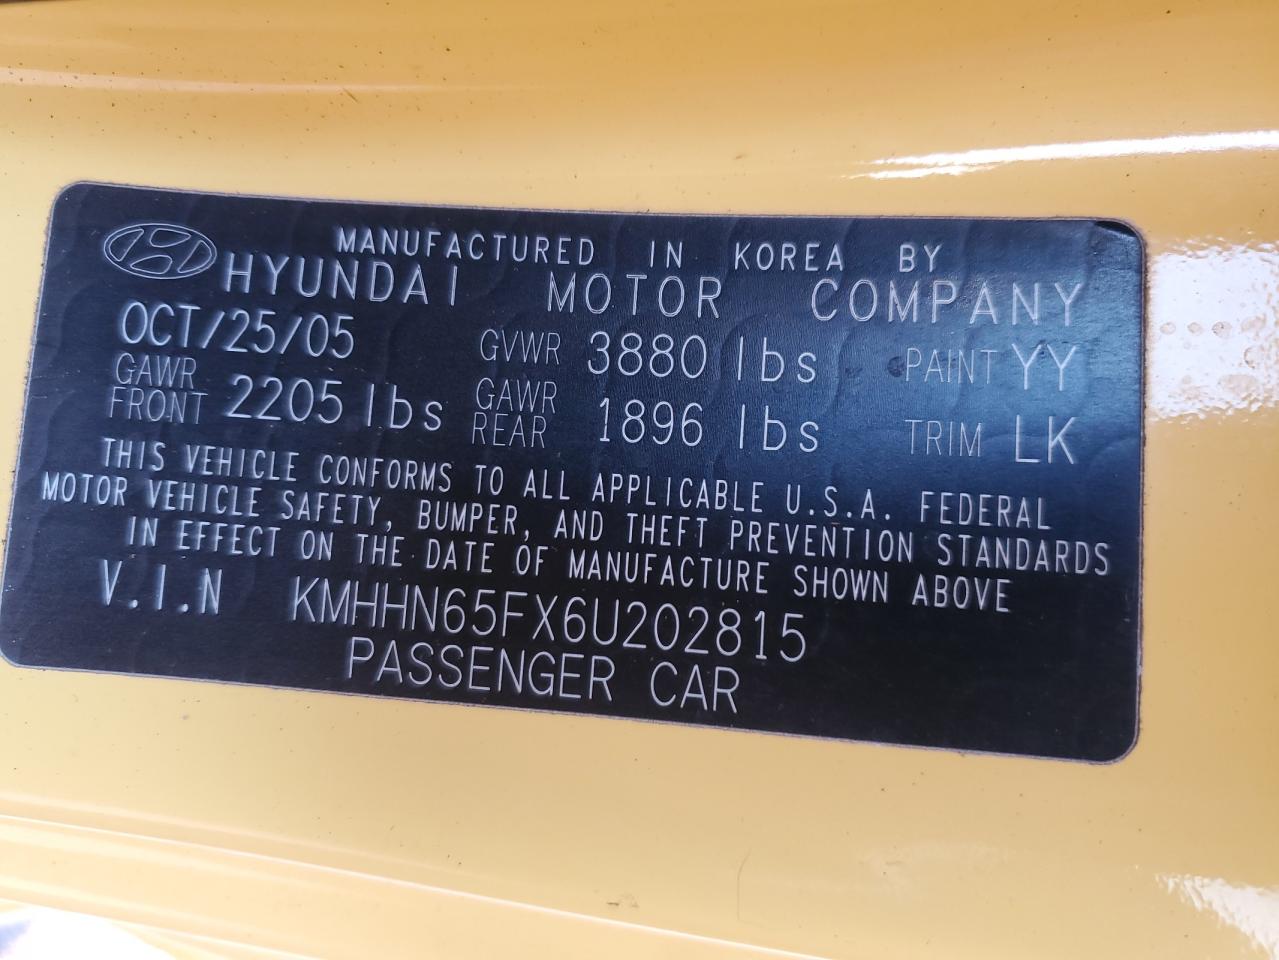 MANUFACTURED IN KOREA BY
HYUNDAI MOTOR COMPANY
OCT/25/05 GVWR 3880 lbs PAINT YY
GAWR FRONT 2205 lbs GAWR REAR 1896 lbs TRIM LK
THIS VEHICLE CONFORMS TO ALL APPLICABLE U.S.A. FEDERAL
MOTOR VEHICLE SAFETY, BUMPER, AND THEFT PREVENTION STANDARDS
IN EFFECT ON THE DATE OF MANUFACTURE SHOWN ABOVE
V.I.N KMHHN65FX6U202815
PASSENGER CAR